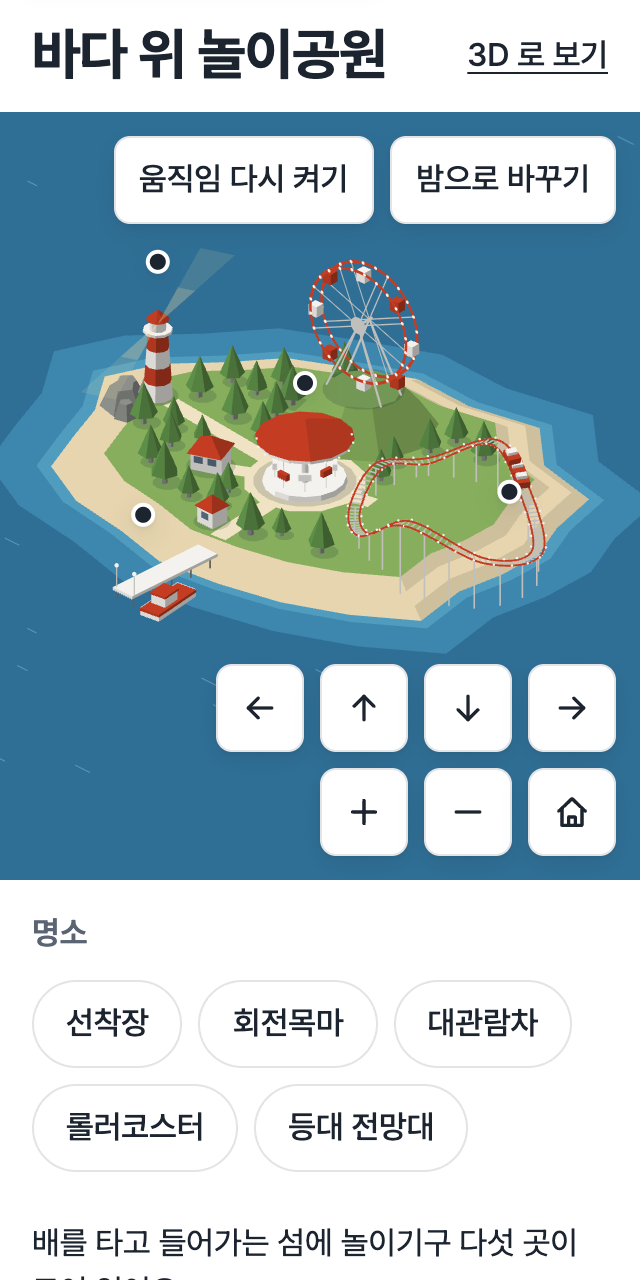 바다 위 놀이공원
3D 로 보기
움직임 다시 켜기
밤으로 바꾸기
명소
선착장
회전목마
대관람차
롤러코스터
등대 전망대
배를 타고 들어가는 섬에 놀이기구 다섯 곳이